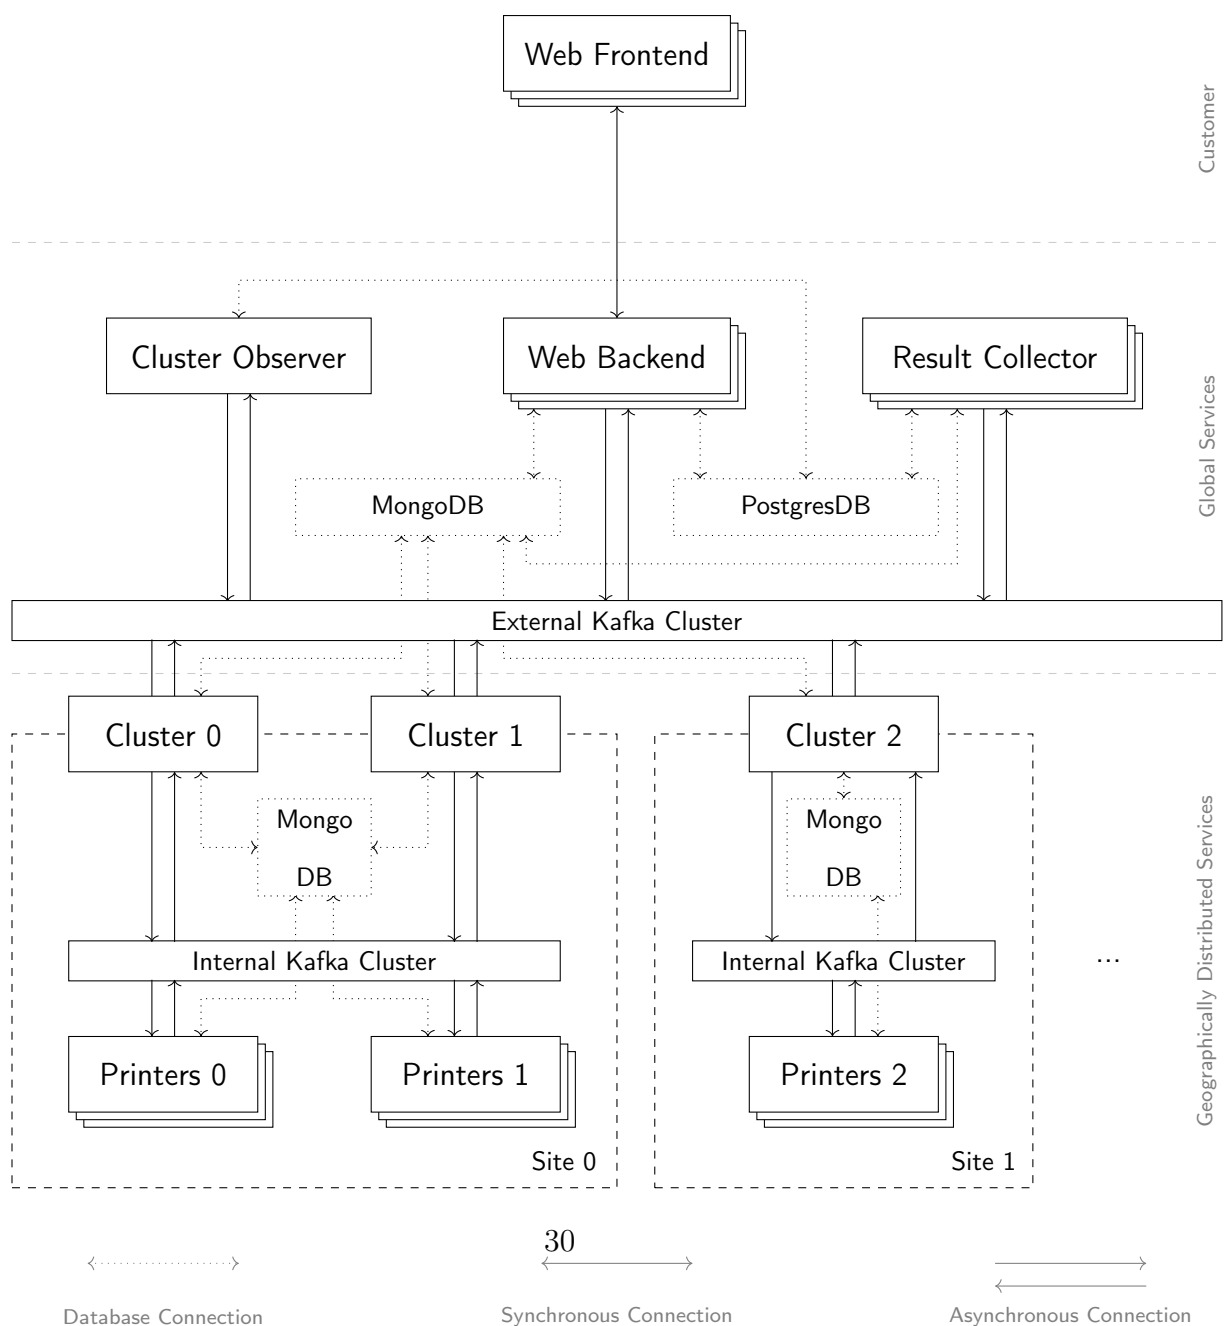 Web Frontend
Customer
Cluster Observer
Web Backend
Result Collector
Global Services
MongoDB
PostgresDB
External Kafka Cluster
Cluster 0
Cluster 1
Cluster 2
Mongo
DB
Mongo
DB
Geographically Distributed Services
Internal Kafka Cluster
Internal Kafka Cluster
...
Printers 0
Printers 1
Printers 2
Site 0
Site 1
30
Database Connection
Synchronous Connection
Asynchronous Connection